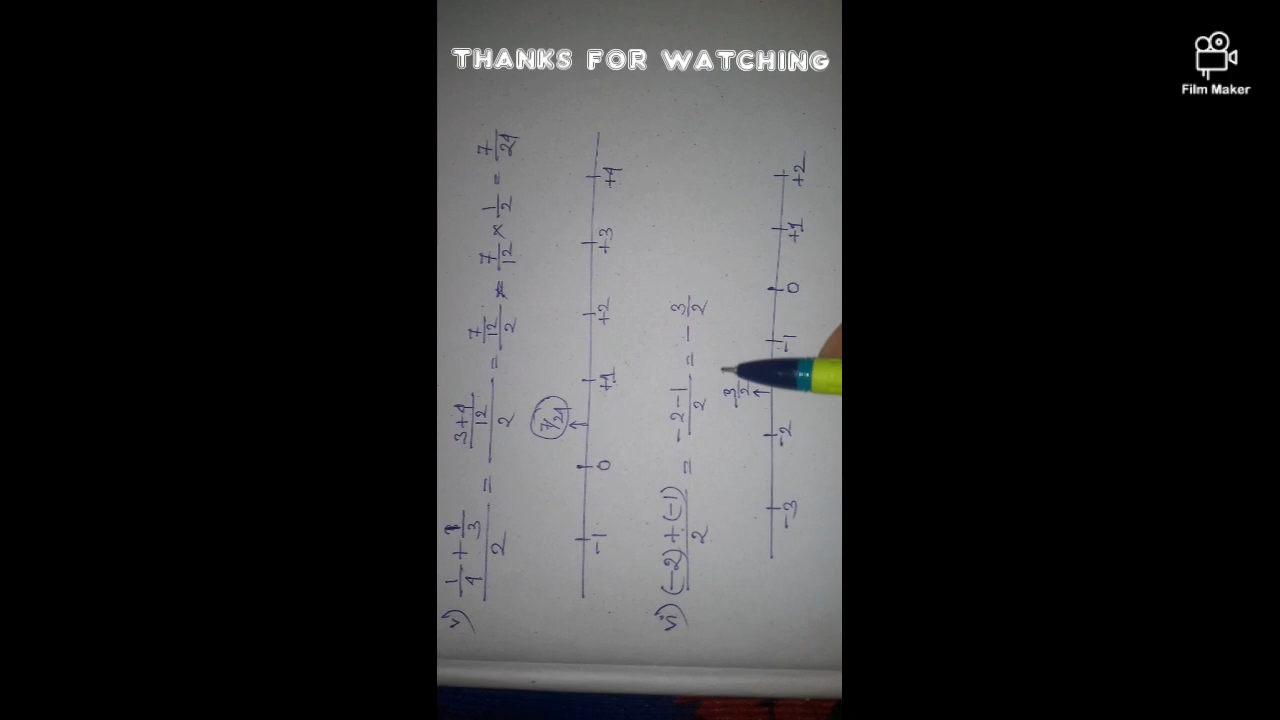 THANKS FOR WATCHING
Film Maker
v) (1/4 + 1/3)/2 = ((3+4)/12)/2 = (7/12)/2 = 7/12 × 1/2 = 7/24
7/24
-1 0 +1 +2 +3 +4
vi) ((-2)+(-1))/2 = (-2-1)/2 = -3/2
-3/2
-3 -2 -1 0 +1 +2